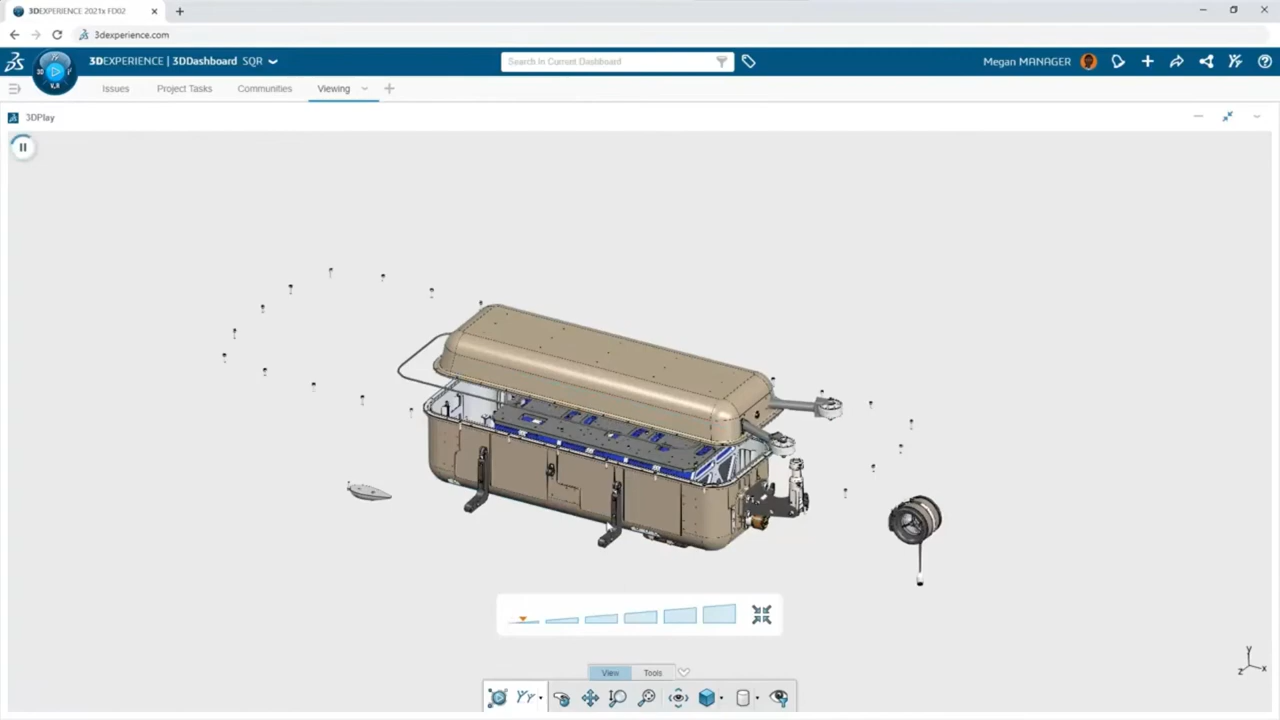 3DEXPERIENCE 2021x FD02
3dexperience.com
3DEXPERIENCE | 3DDashboard SQR
Search In Current Dashboard
Megan MANAGER
3D
V.R
Issues
Project Tasks
Communities
Viewing
3DPlay
View
Tools
Y
Z
X